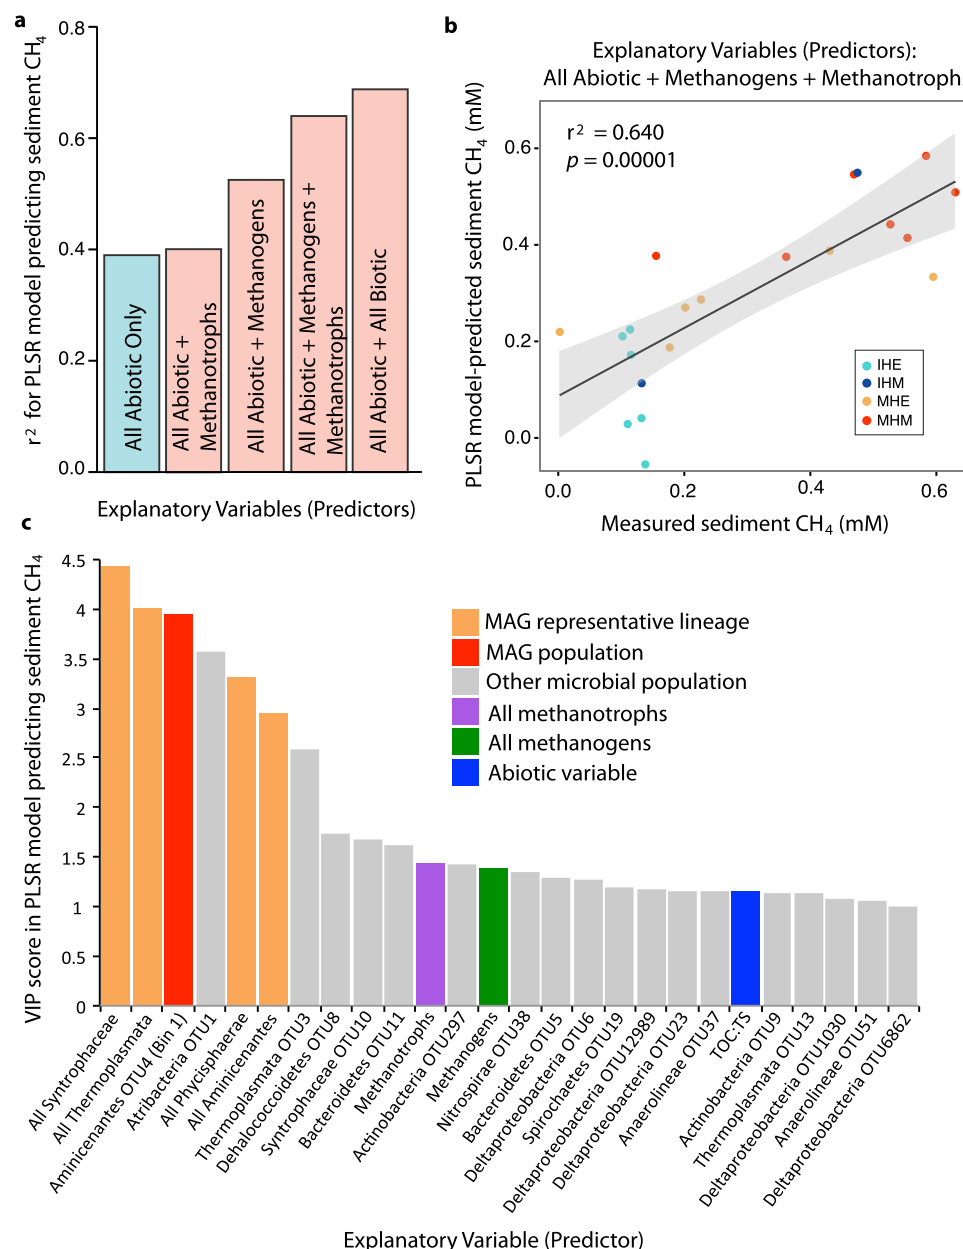 a
r² for PLSR model predicting sediment CH₄
0.8
0.6
0.4
0.2
0.0
All Abiotic Only
All Abiotic +
Methanotrophs
All Abiotic + Methanogens
All Abiotic + Methanogens +
Methanotrophs
All Abiotic + All Biotic
Explanatory Variables (Predictors)
b
Explanatory Variables (Predictors):
All Abiotic + Methanogens + Methanotroph
PLSR model-predicted sediment CH₄ (mM)
r² = 0.640
p = 0.00001
0.6
0.4
0.2
0.0
IHE
IHM
MHE
MHM
0.0
0.2
0.4
0.6
Measured sediment CH₄ (mM)
c
VIP score in PLSR model predicting sediment CH₄
4.5
4
3.5
3
2.5
2
1.5
1
0.5
0
MAG representative lineage
MAG population
Other microbial population
All methanotrophs
All methanogens
Abiotic variable
All Syntrophaceae
All Thermoplasmata
Aminicenantes OTU4 (Bin 1)
Atribacteria OTU1
All Phycisphaerae
All Aminicenantes
Thermoplasmata OTU3
Dehalococcoidetes OTU8
Syntrophaceae OTU10
Bacteroidetes OTU11
Methanotrophs
Actinobacteria OTU297
Methanogens
Nitrospirae OTU38
Bacteroidetes OTU5
Deltaproteobacteria OTU6
Spirochaetes OTU19
Deltaproteobacteria OTU12989
Deltaproteobacteria OTU23
Anaerolineae OTU37
TOC:TS
Actinobacteria OTU9
Thermoplasmata OTU13
Deltaproteobacteria OTU1030
Anaerolineae OTU51
Deltaproteobacteria OTU6862
Explanatory Variable (Predictor)